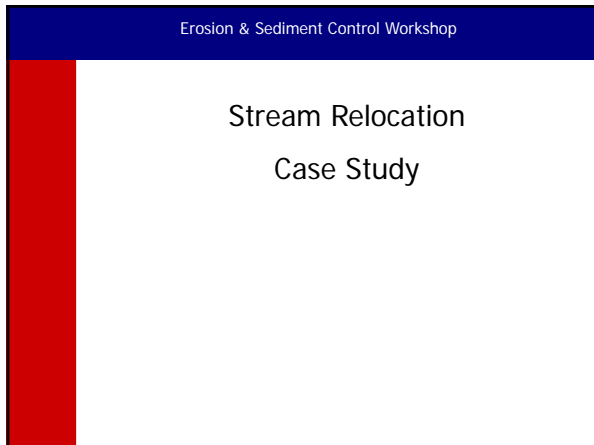 Erosion & Sediment Control Workshop
Stream Relocation
Case Study